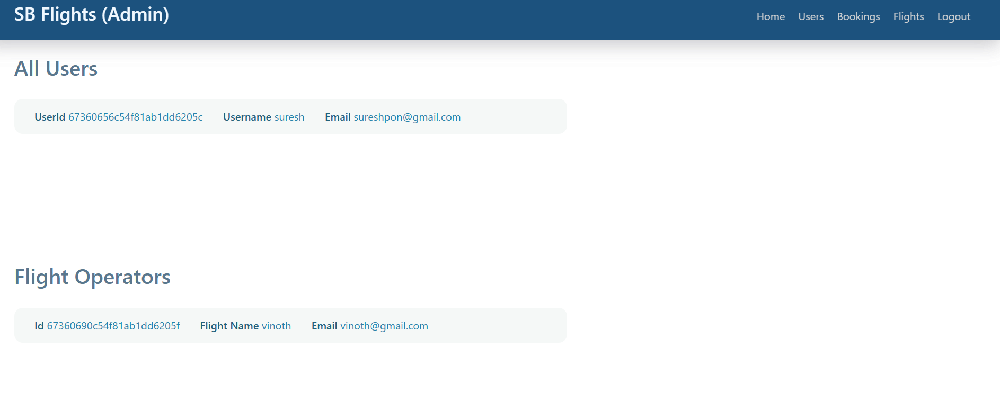 SB Flights (Admin)
Home Users Bookings Flights Logout
All Users
UserId 67360656c54f81ab1dd6205c Username suresh Email sureshpon@gmail.com
Flight Operators
Id 67360690c54f81ab1dd6205f Flight Name vinoth Email vinoth@gmail.com